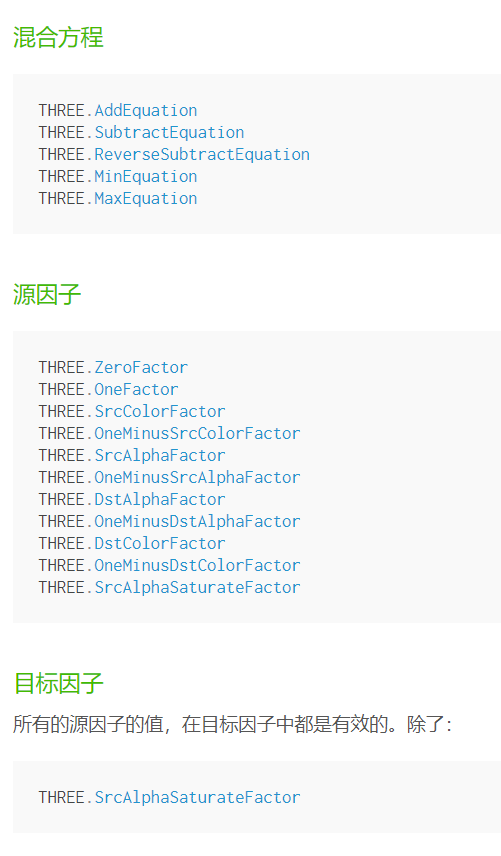 混合方程
THREE.AddEquation
THREE.SubtractEquation
THREE.ReverseSubtractEquation
THREE.MinEquation
THREE.MaxEquation
源因子
THREE.ZeroFactor
THREE.OneFactor
THREE.SrcColorFactor
THREE.OneMinusSrcColorFactor
THREE.SrcAlphaFactor
THREE.OneMinusSrcAlphaFactor
THREE.DstAlphaFactor
THREE.OneMinusDstAlphaFactor
THREE.DstColorFactor
THREE.OneMinusDstColorFactor
THREE.SrcAlphaSaturateFactor
目标因子
所有的源因子的值，在目标因子中都是有效的。除了：
THREE.SrcAlphaSaturateFactor